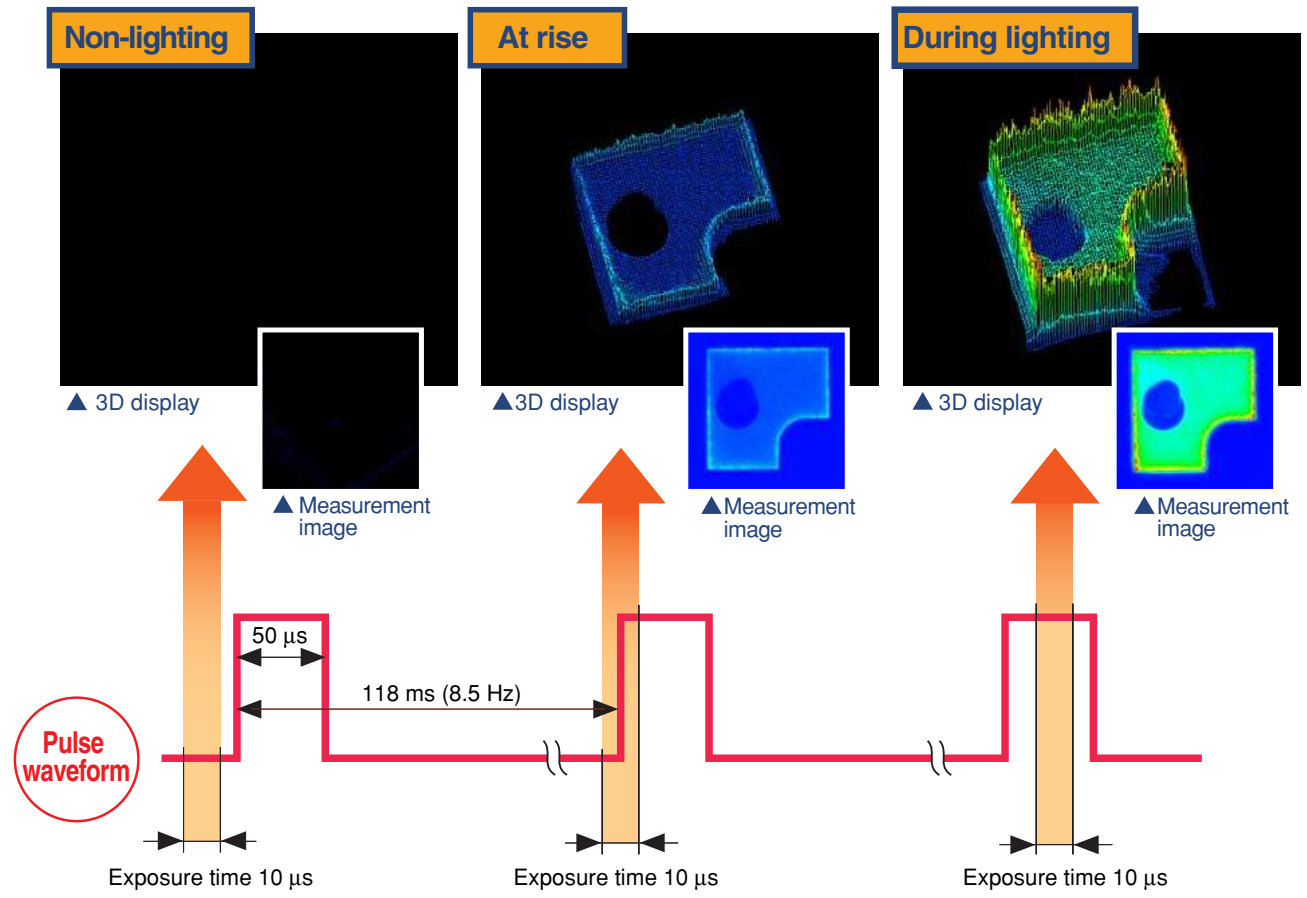 Non-lighting
At rise
During lighting
▲ 3D display
▲3D display
▲ 3D display
▲ Measurement
image
▲ Measurement
image
▲ Measurement
image
50 μs
118 ms (8.5 Hz)
Pulse
waveform
Exposure time 10 μs
Exposure time 10 μs
Exposure time 10 μs